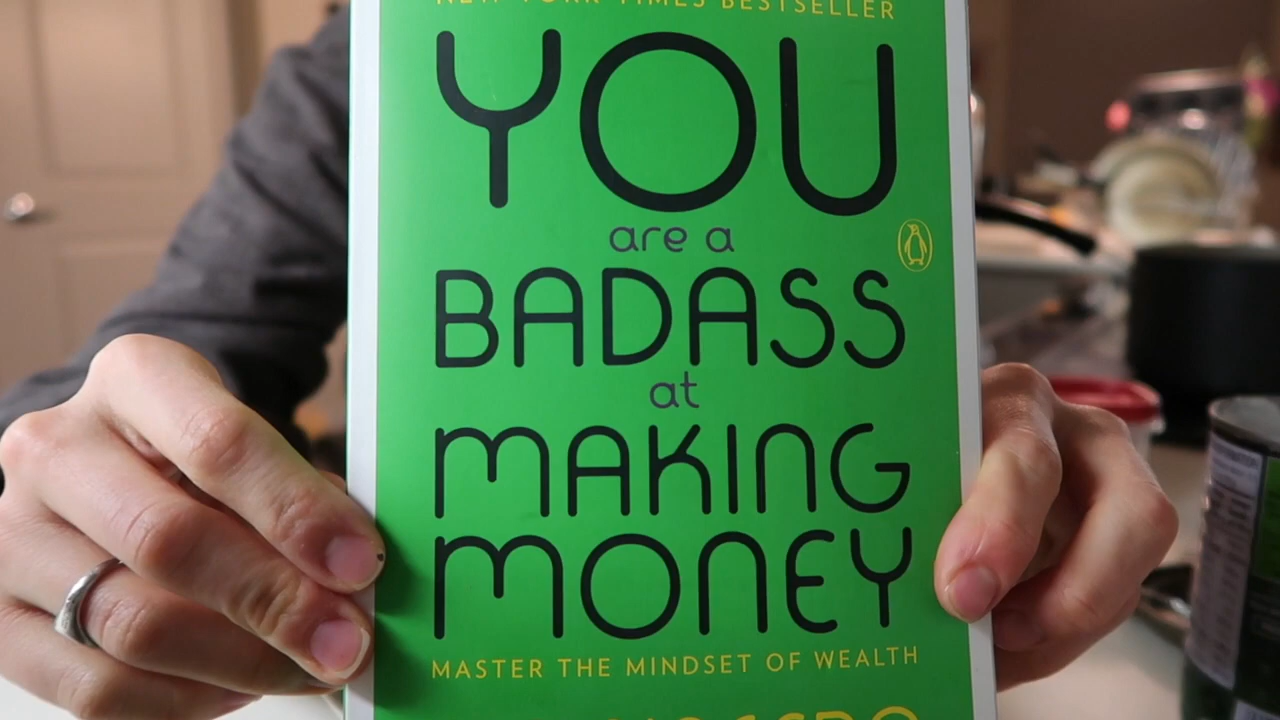 NEW YORK TIMES BESTSELLER
YOU
are a
BADASS
at
MAKING
MONEY
MASTER THE MINDSET OF WEALTH